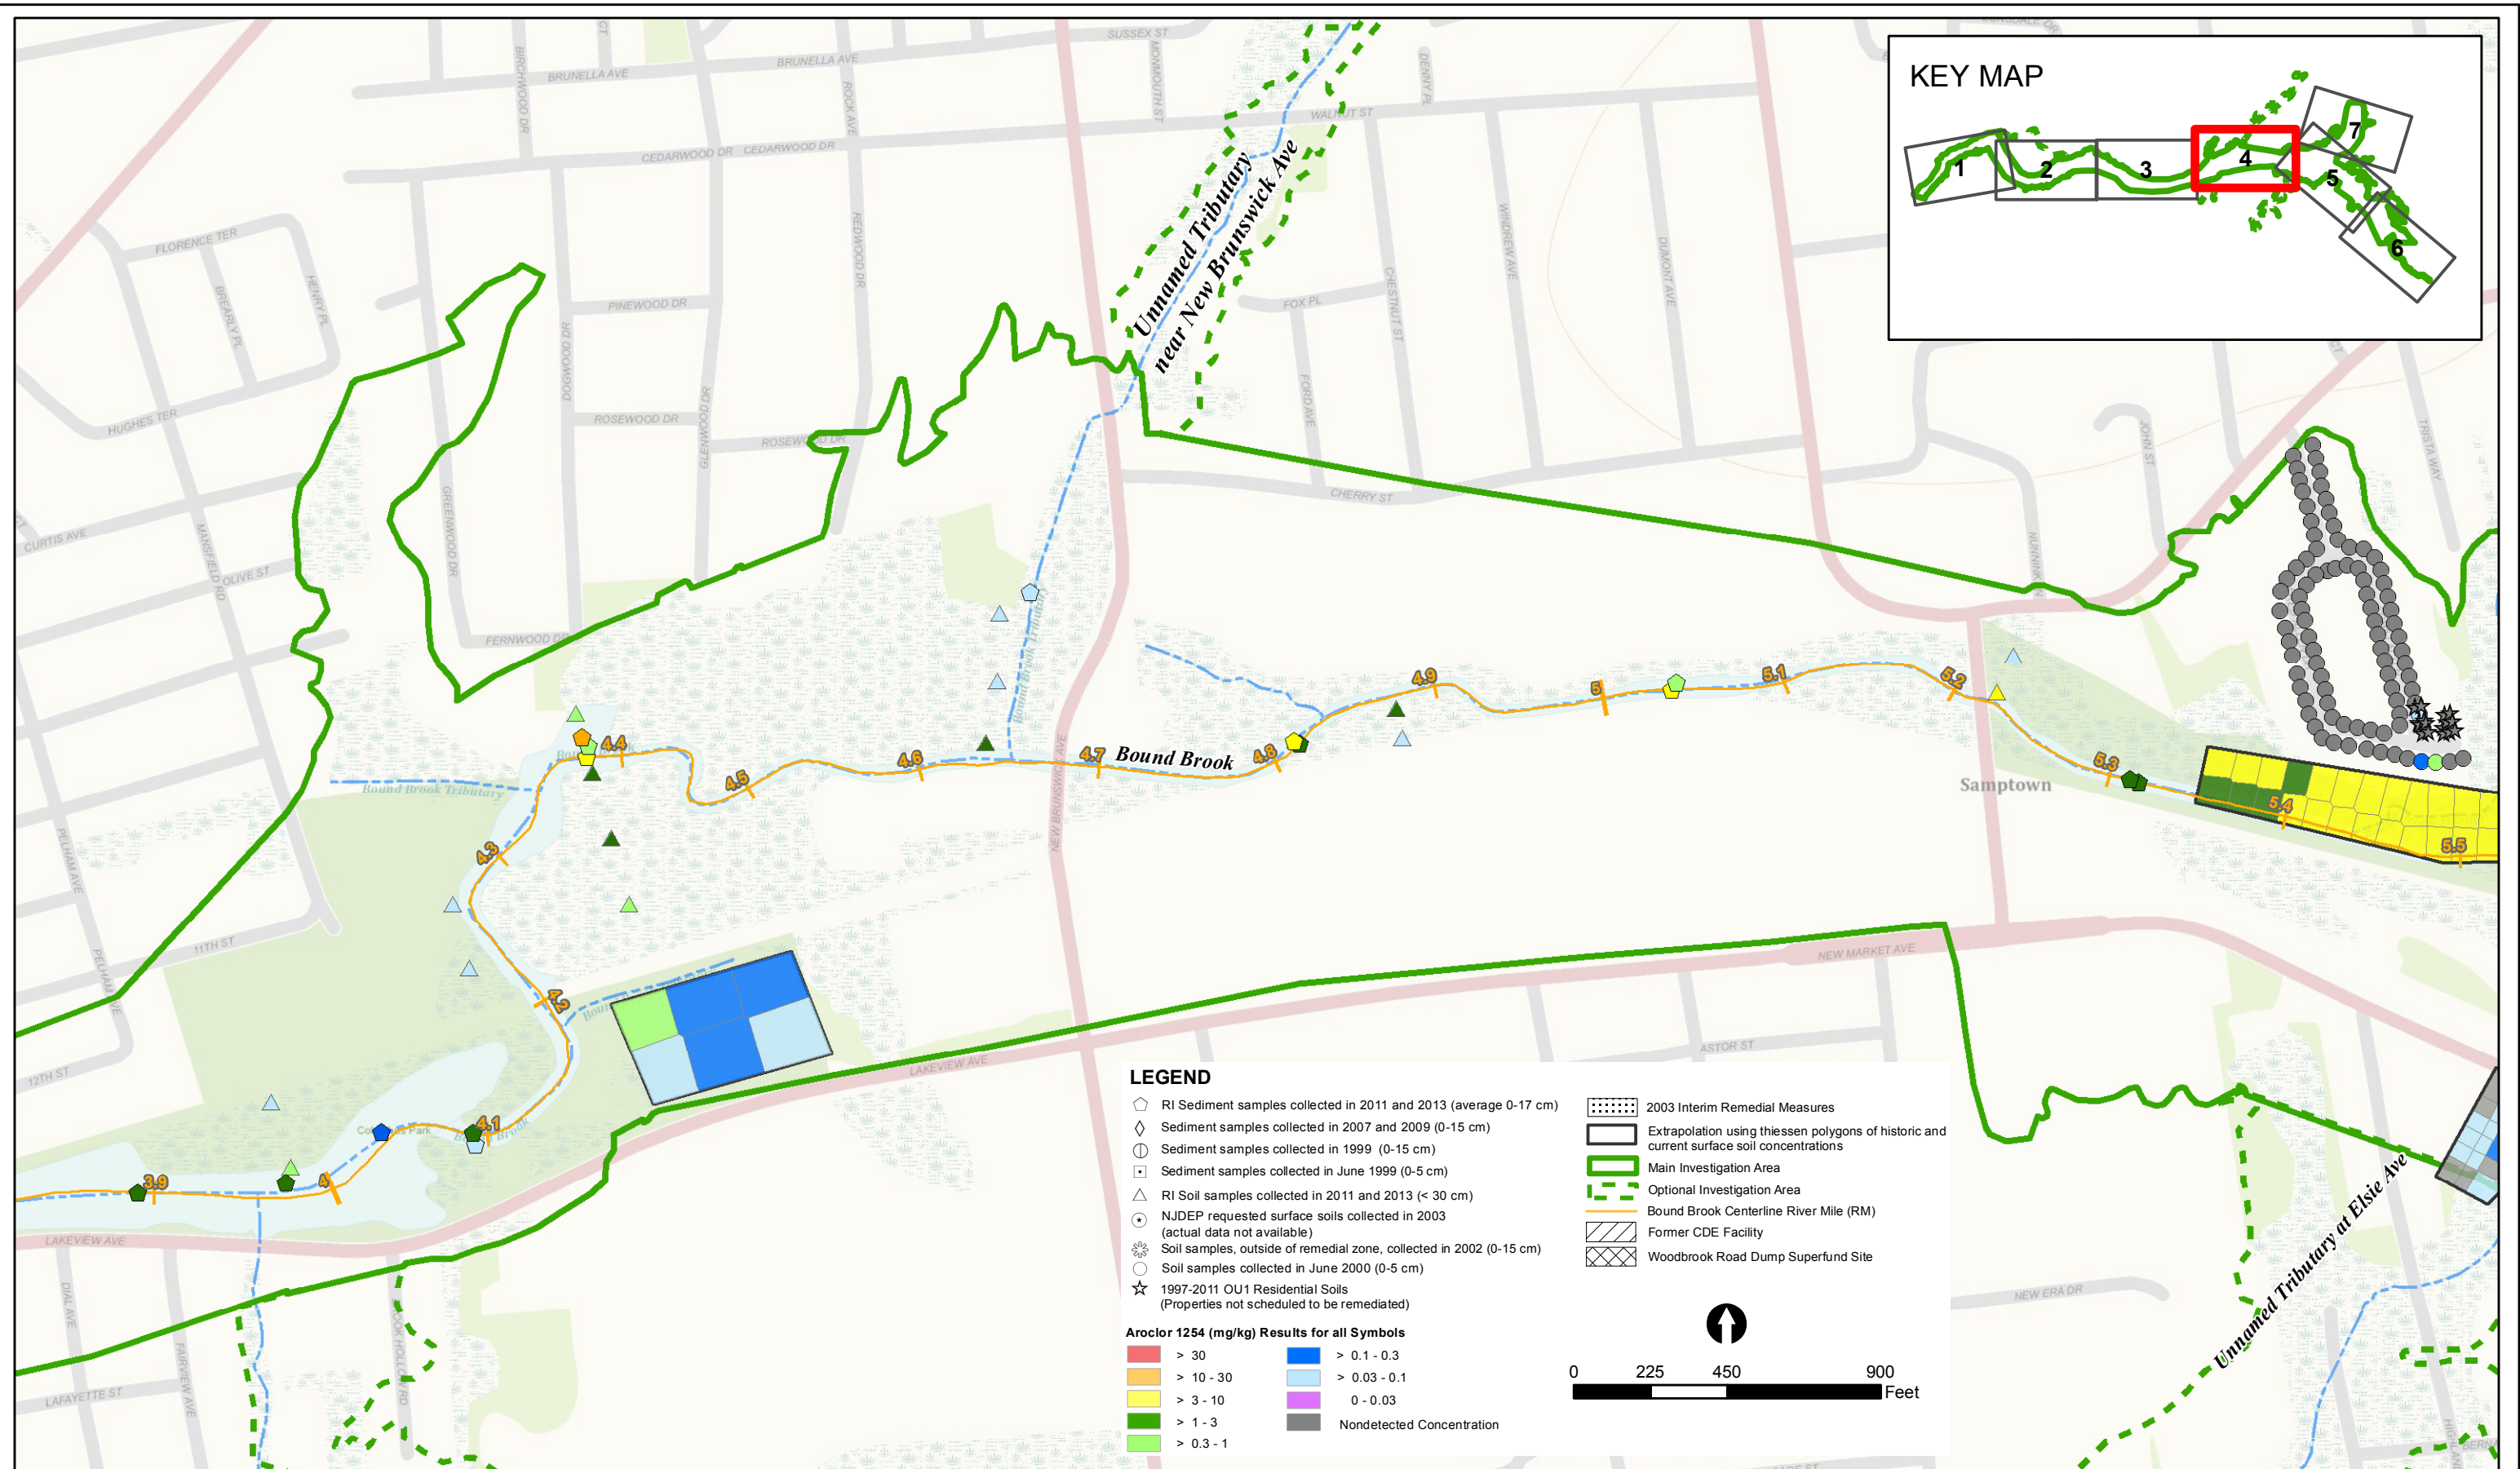 SUSSEX ST
MONMOUTH ST
CT
BRUNELLA AVE
BRUNELLA AVE
BIRCHWOOD DR
ROCK AVE
DENNY PL
WALNUT ST
CEDARWOOD DR
CEDARWOOD DR
KEY MAP
1
2
3
4
5
6
7
Unnamed Tributary
near New Brunswick Ave
FLORENCE TER
HENRY PL
BREARLY PL
HUGHES TER
REDWOOD DR
PINEWOOD DR
DOGWOOD DR
ROSEWOOD DR
ROSEWOOD DR
GLENWOOD DR
GREENWOOD DR
FERNWOOD DR
WINDREW AVE
DUMONT AVE
CHESTNUT ST
FOX PL
FORD AVE
CHERRY ST
JOHN ST
CT
TRISTA WAY
CURTIS AVE
MANSFIELD RD
OLIVE ST
PELHAM AVE
PELHAM AVE
11TH ST
12TH ST
Bound Brook Tributary
Bound Brook Tributary
NEW BRUNSWICK AVE
Bound Brook
Samptown
3.9
4
4.1
4.2
4.3
4.4
4.5
4.6
4.7
4.8
4.9
5
5.1
5.2
5.3
5.4
5.5
NEW MARKET AVE
LAKEVIEW AVE
LAKEVIEW AVE
ASTOR ST
NEW ERA DR
Unnamed Tributary at Elsie Ave
DIAL AVE
FAIRVIEW AVE
BROOK HOLLOW RD
LAFAYETTE ST
LEGEND
RI Sediment samples collected in 2011 and 2013 (average 0-17 cm)
Sediment samples collected in 2007 and 2009 (0-15 cm)
Sediment samples collected in 1999 (0-15 cm)
Sediment samples collected in June 1999 (0-5 cm)
RI Soil samples collected in 2011 and 2013 (< 30 cm)
NJDEP requested surface soils collected in 2003
(actual data not available)
Soil samples, outside of remedial zone, collected in 2002 (0-15 cm)
Soil samples collected in June 2000 (0-5 cm)
1997-2011 OU1 Residential Soils
(Properties not scheduled to be remediated)
2003 Interim Remedial Measures
Extrapolation using thiessen polygons of historic and
current surface soil concentrations
Main Investigation Area
Optional Investigation Area
Bound Brook Centerline River Mile (RM)
Former CDE Facility
Woodbrook Road Dump Superfund Site
Aroclor 1254 (mg/kg) Results for all Symbols
> 30
> 10 - 30
> 3 - 10
> 1 - 3
> 0.3 - 1
> 0.1 - 0.3
> 0.03 - 0.1
0 - 0.03
Nondetected Concentration
0 225 450 900
Feet